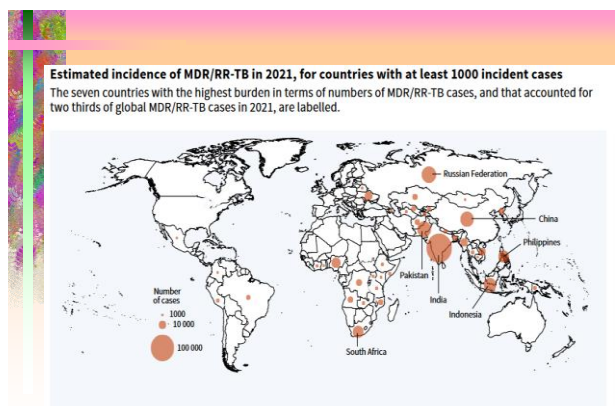 Estimated incidence of MDR/RR-TB in 2021, for countries with at least 1000 incident cases
The seven countries with the highest burden in terms of numbers of MDR/RR-TB cases, and that accounted for
two thirds of global MDR/RR-TB cases in 2021, are labelled.
Russian Federation
China
Philippines
Pakistan
India
Indonesia
South Africa
Number
of cases
1000
10 000
100 000